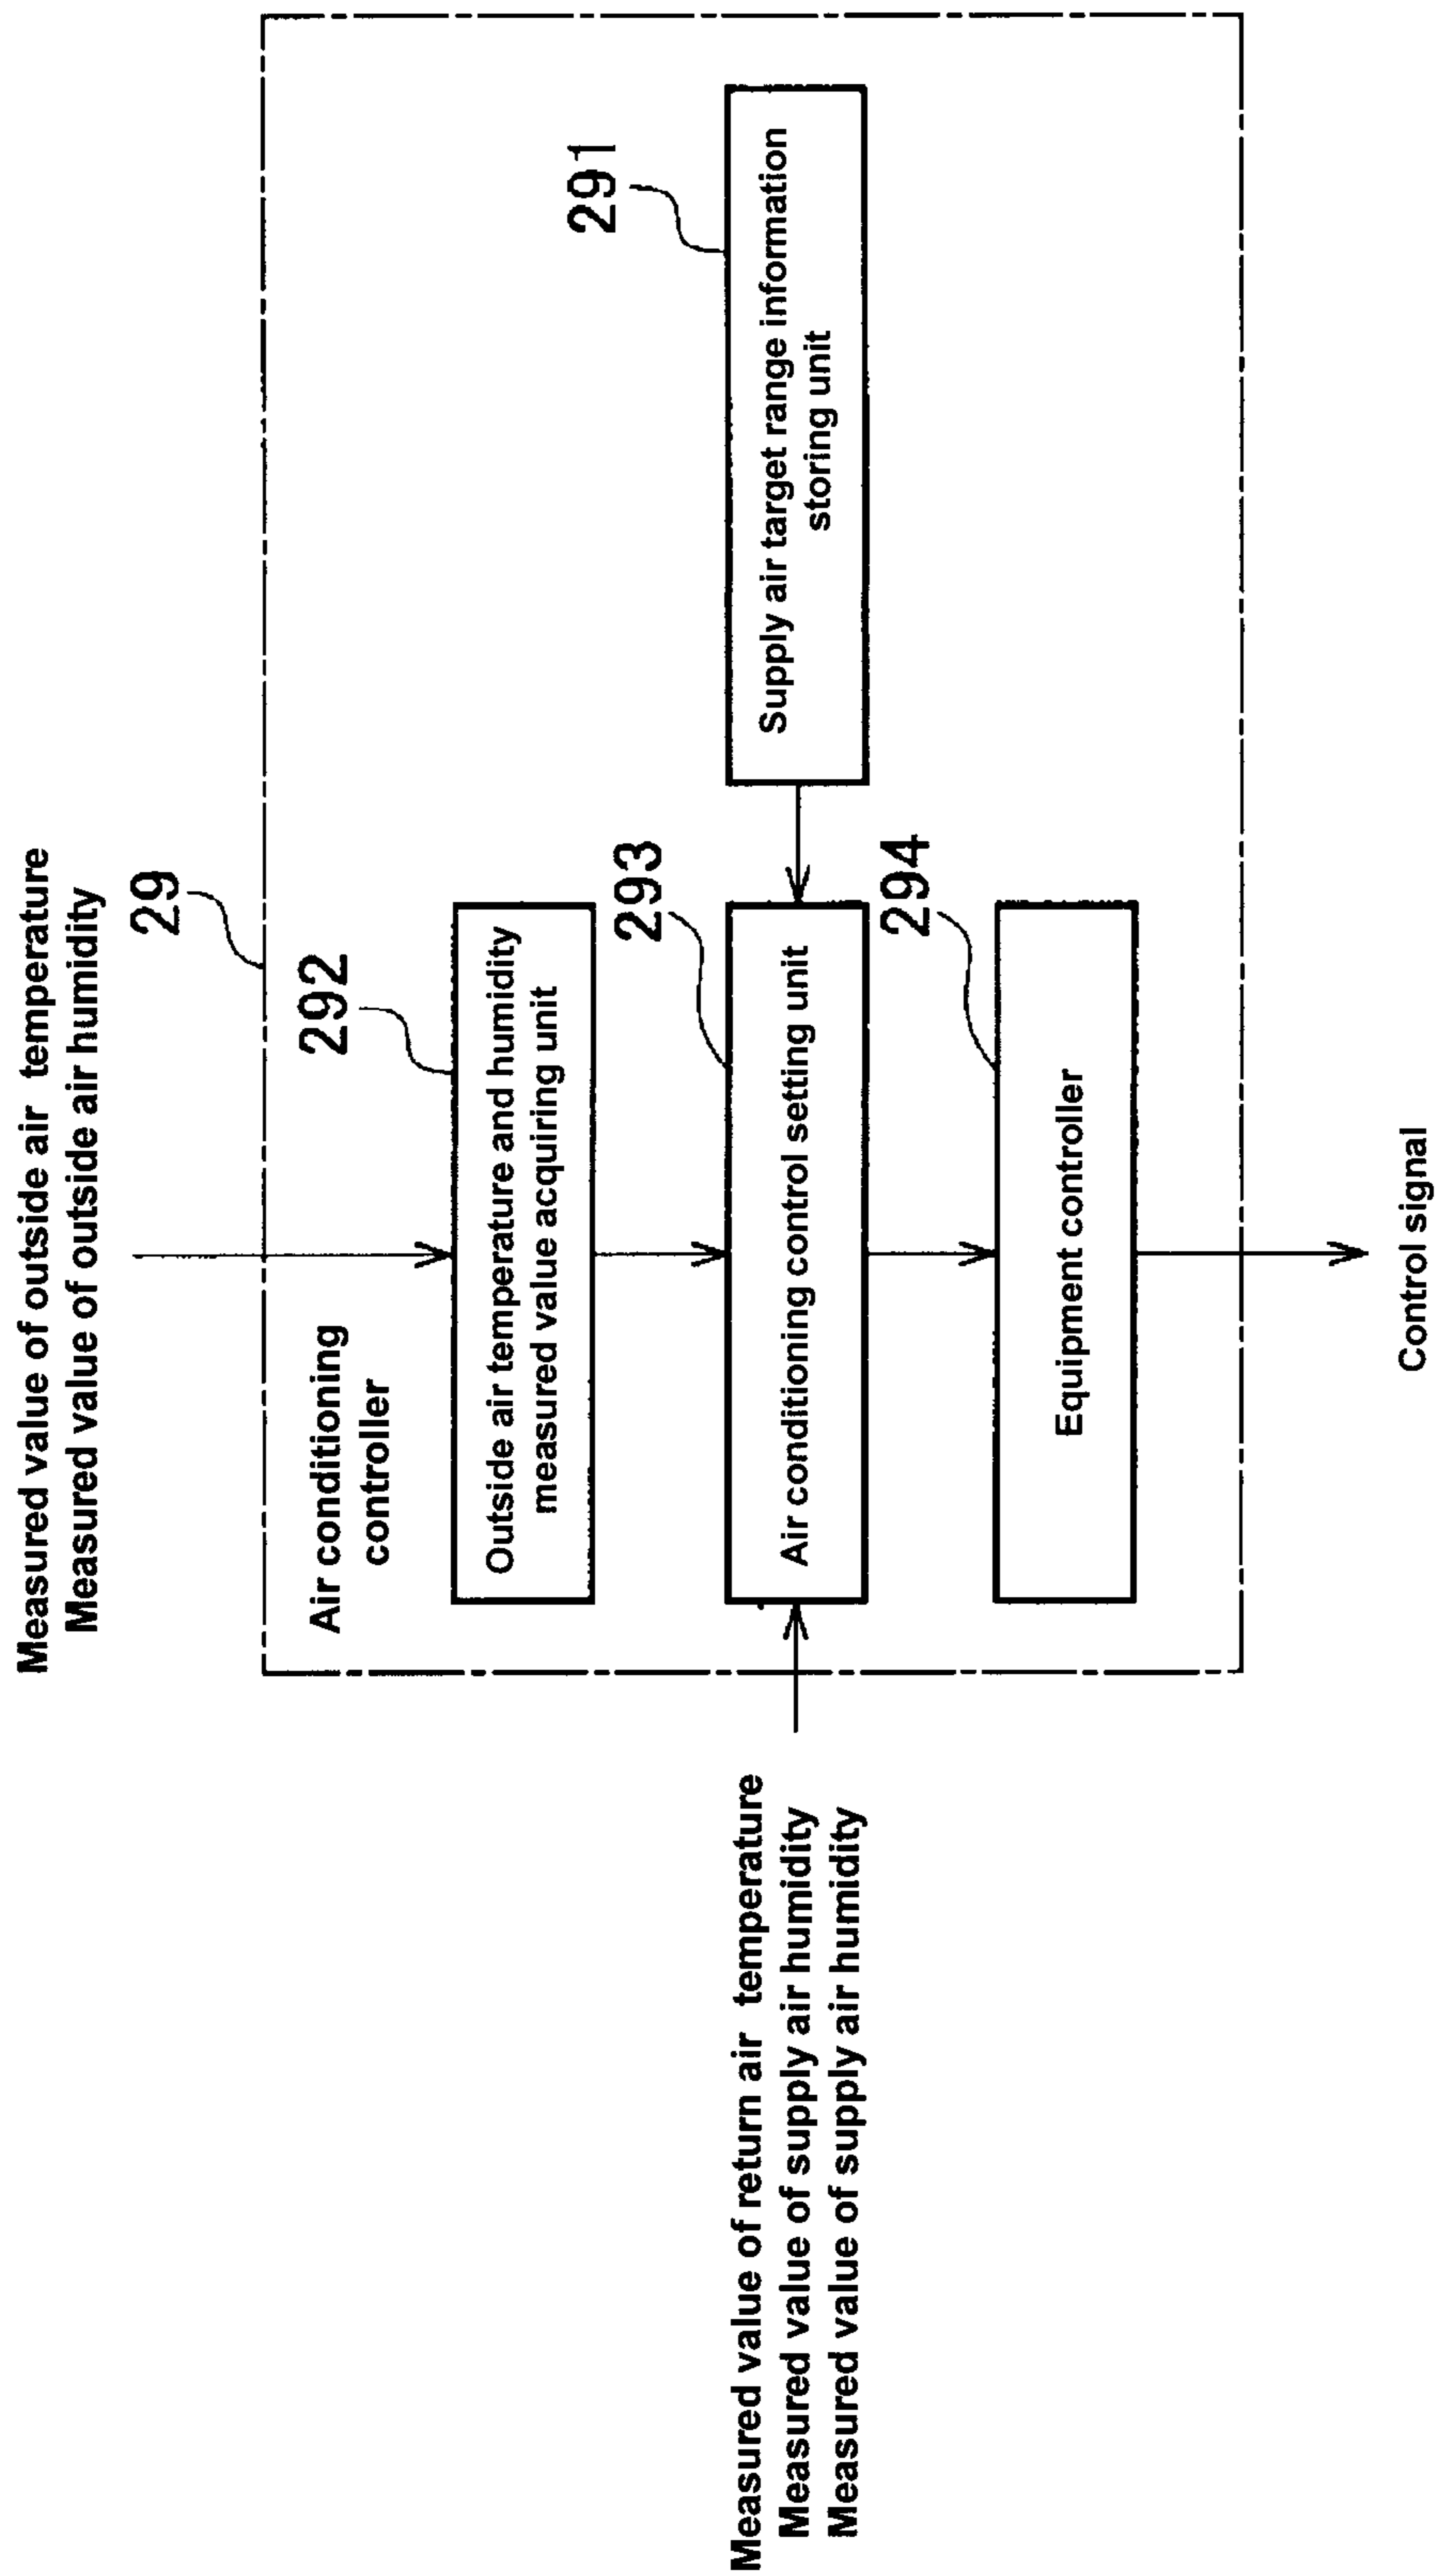 Measured value of outside air temperature
Measured value of outside air humidity
29
Air conditioning
controller
292
Outside air temperature and humidity
measured value acquiring unit
291
Supply air target range information
storing unit
293
Measured value of return air temperature
Measured value of supply air humidity
Measured value of supply air humidity
Air conditioning control seting unit
294
Equipment controller
Control signal